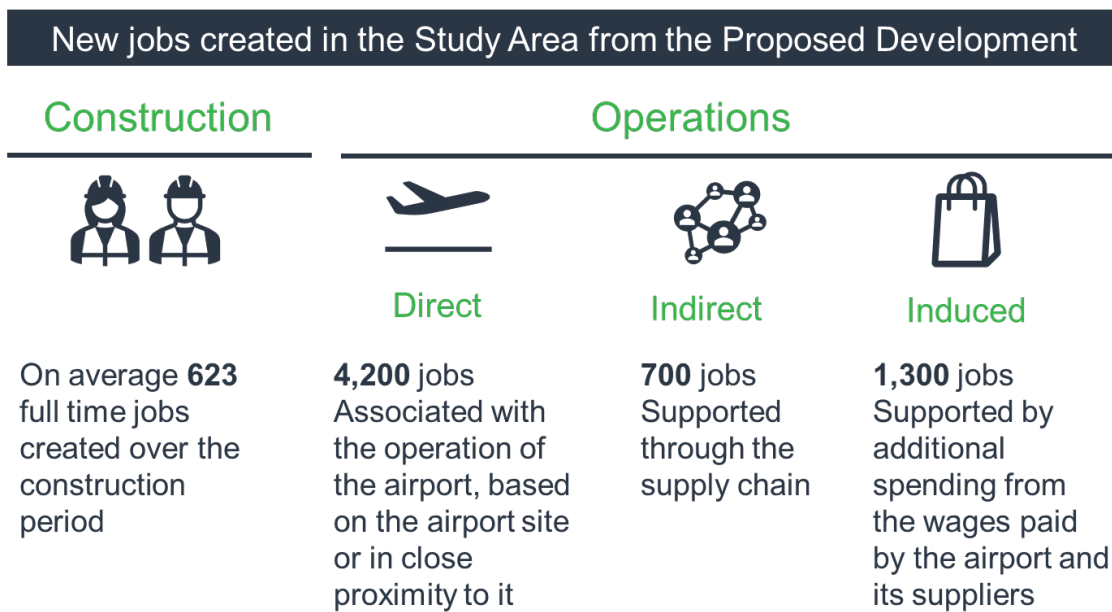 New jobs created in the Study Area from the Proposed Development
Construction
Operations
Direct
Indirect
Induced
On average 623
full time jobs
created over the
construction
period
4,200 jobs
Associated with
the operation of
the airport, based
on the airport site
or in close
proximity to it
700 jobs
Supported
through the
supply chain
1,300 jobs
Supported by
additional
spending from
the wages paid
by the airport and
its suppliers